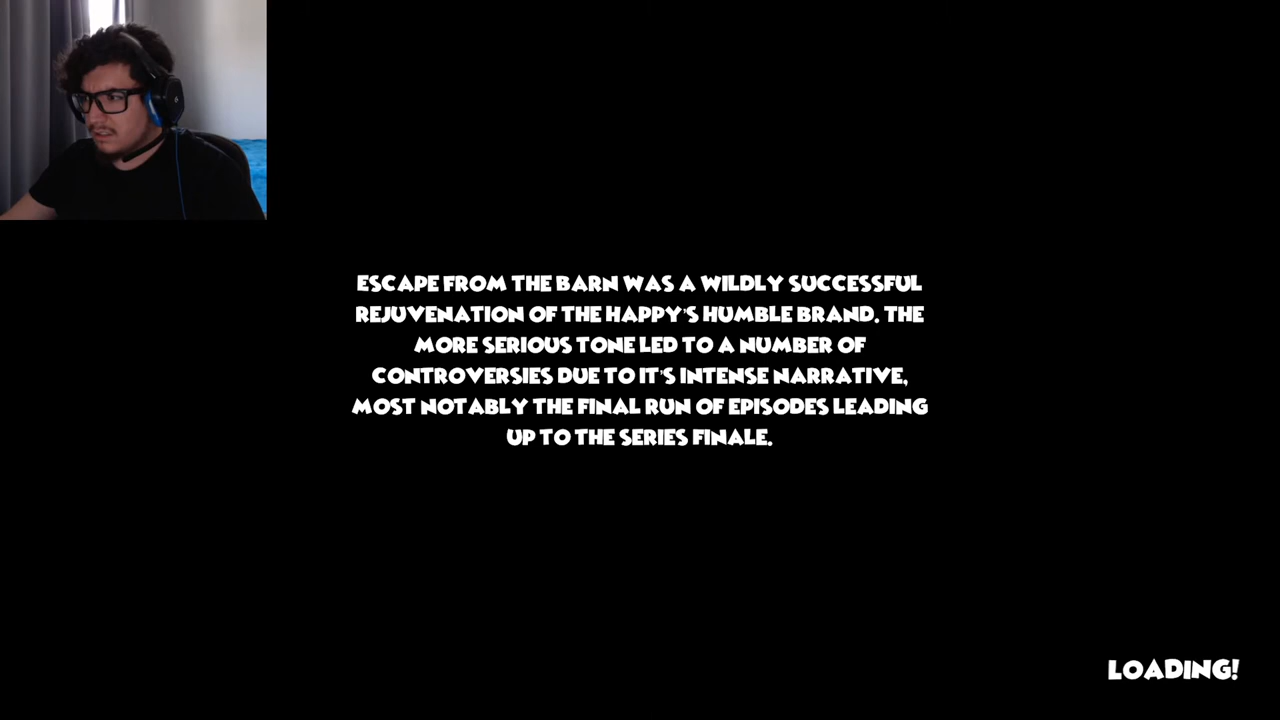 ESCAPE FROM THE BARN WAS A WILDLY SUCCESSFUL
REJUVENATION OF THE HAPPY'S HUMBLE BRAND. THE
MORE SERIOUS TONE LED TO A NUMBER OF
CONTROVERSIES DUE TO IT'S INTENSE NARRATIVE,
MOST NOTABLY THE FINAL RUN OF EPISODES LEADING
UP TO THE SERIES FINALE.
LOADING!